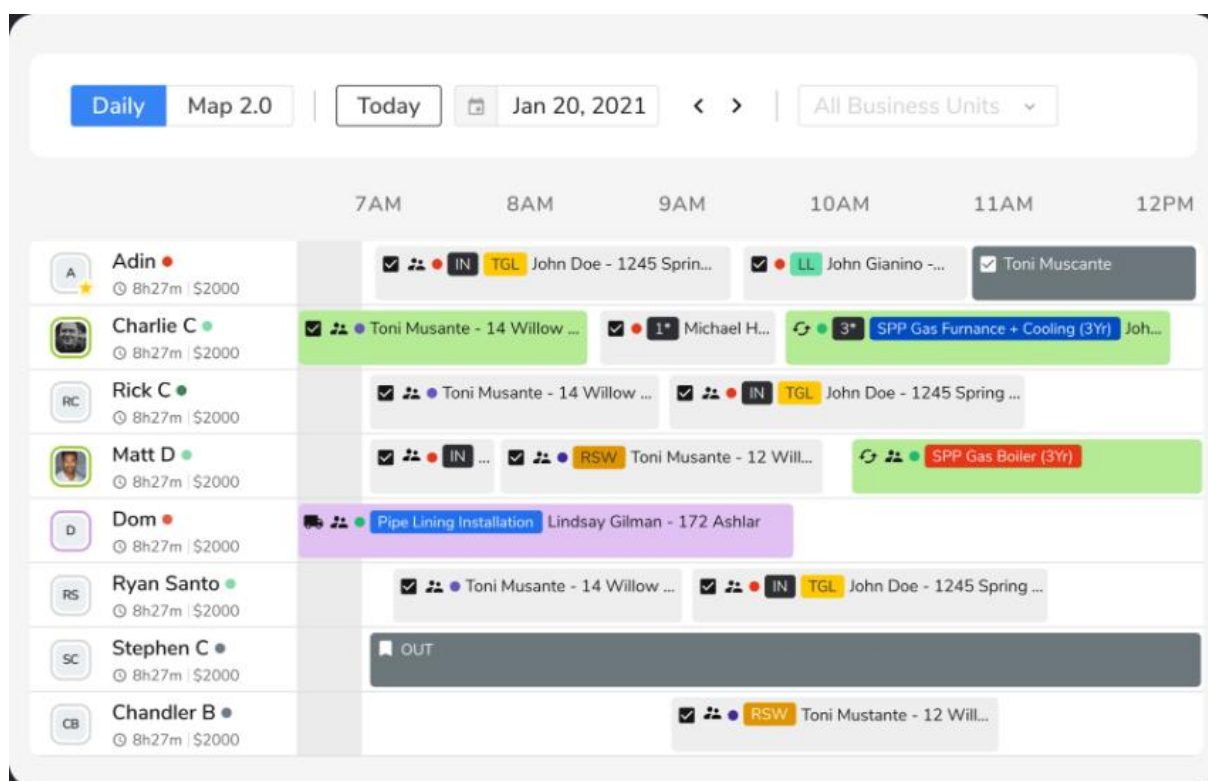 Daily Map 2.0 Today Jan 20, 2021 All Business Units
7AM 8AM 9AM 10AM 11AM 12PM
A Adin IN TGL John Doe - 1245 Sprin... LL John Gianino -... Toni Muscante
8h27m $2000
Charlie C Toni Musante - 14 Willow ... 1* Michael H... 3* SPP Gas Furnance + Cooling (3Yr) Joh...
8h27m $2000
RC Rick C Toni Musante - 14 Willow ... IN TGL John Doe - 1245 Spring ...
8h27m $2000
Matt D IN ... RSW Toni Musante - 12 Will... SPP Gas Boiler (3Yr)
8h27m $2000
D Dom Pipe Lining Installation Lindsay Gilman - 172 Ashlar
8h27m $2000
RS Ryan Santo Toni Musante - 14 Willow ... IN TGL John Doe - 1245 Spring ...
8h27m $2000
SC Stephen C OUT
8h27m $2000
CB Chandler B RSW Toni Mustante - 12 Will...
8h27m $2000